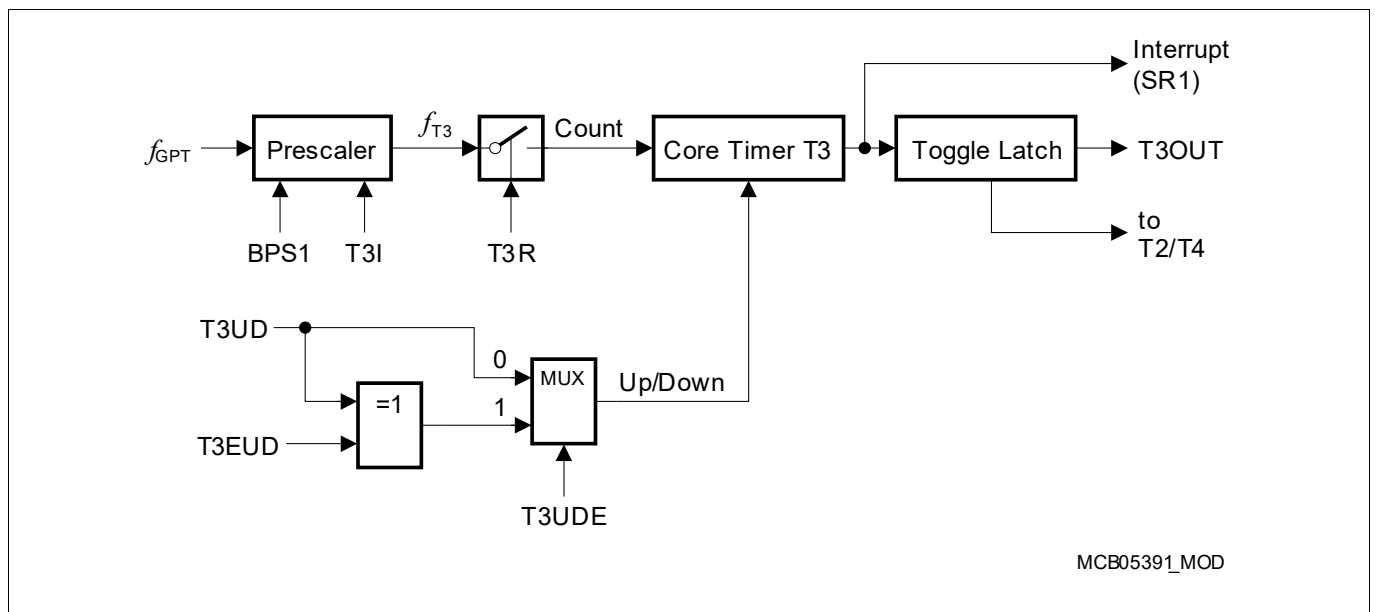 Interrupt
(SR1)
fGPT
Prescaler
fT3
Count
Core Timer T3
Toggle Latch
T3OUT
BPS1
T3I
T3R
to
T2/T4
T3UD
0
MUX
Up/Down
=1
1
T3EUD
T3UDE
MCB05391_MOD